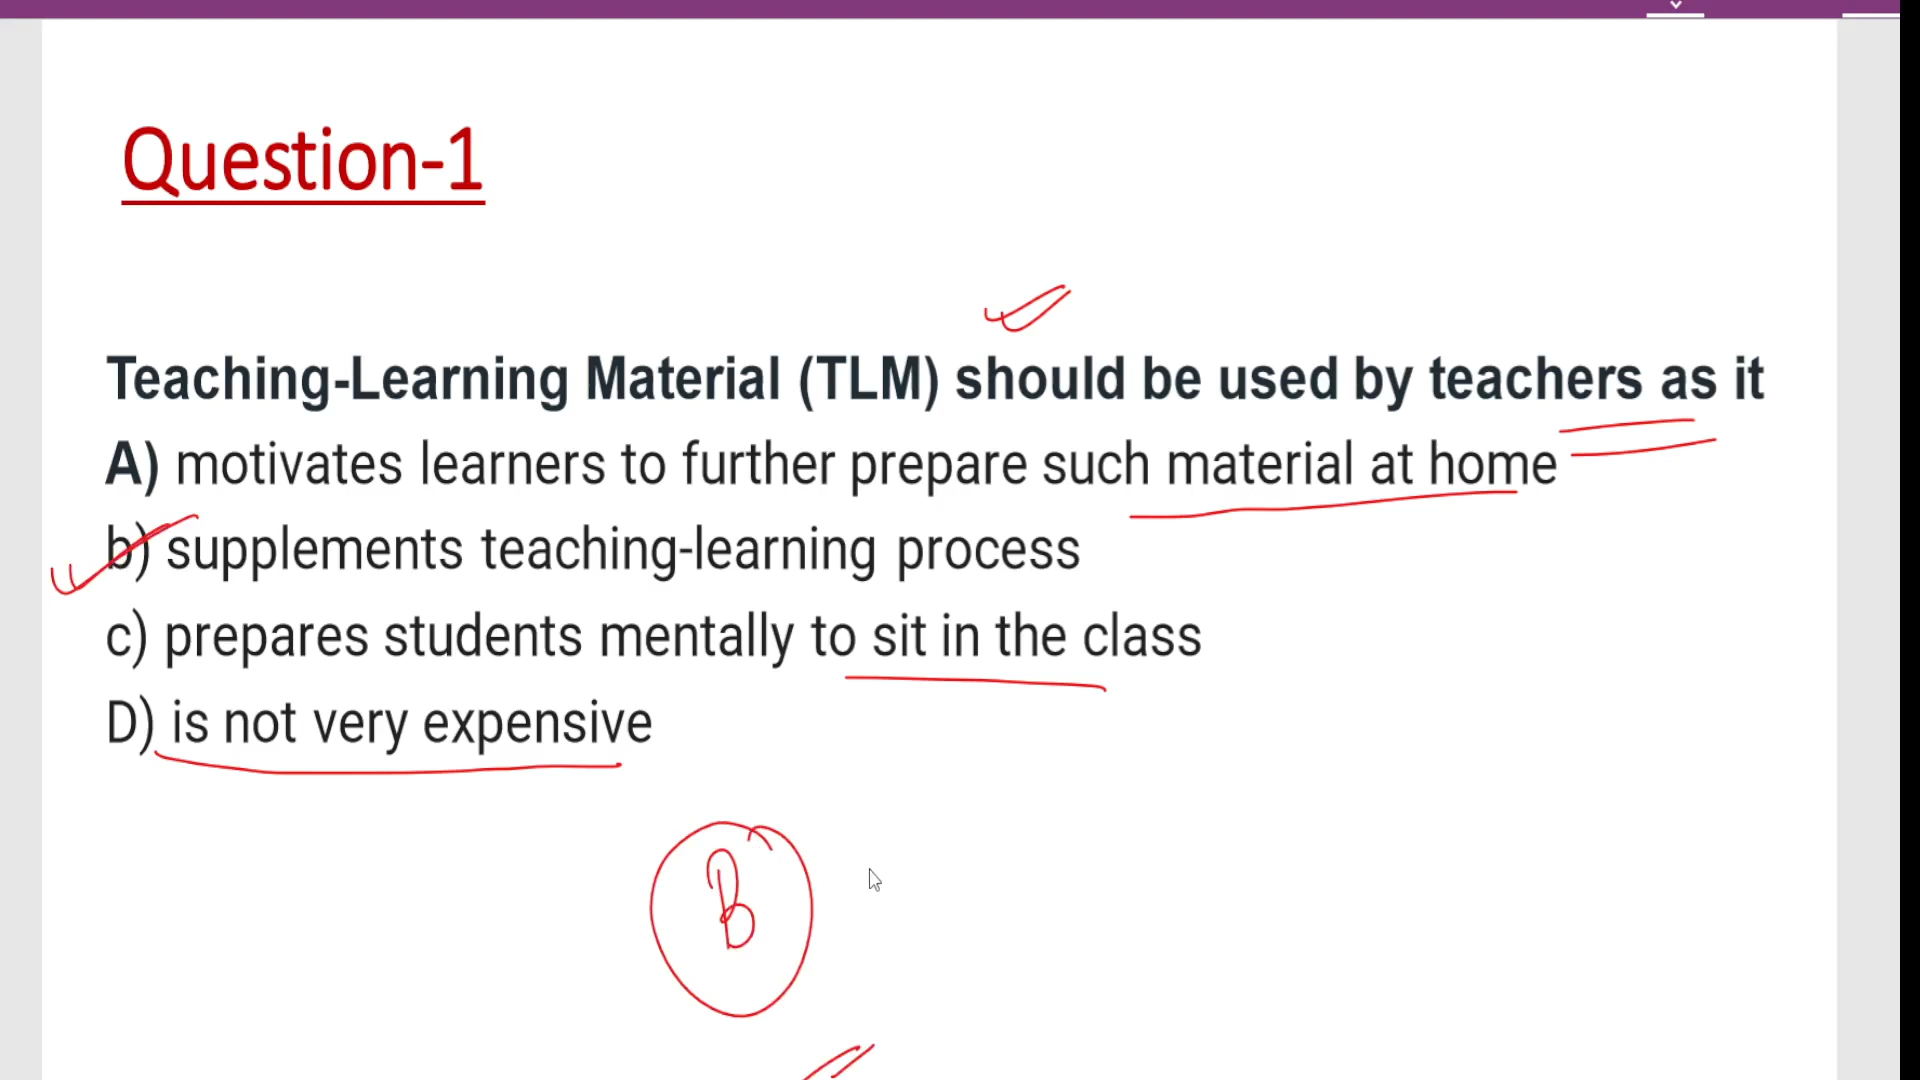 Question-1
Teaching-Learning Material (TLM) should be used by teachers as it
A) motivates learners to further prepare such material at home
b) supplements teaching-learning process
c) prepares students mentally to sit in the class
D) is not very expensive
B